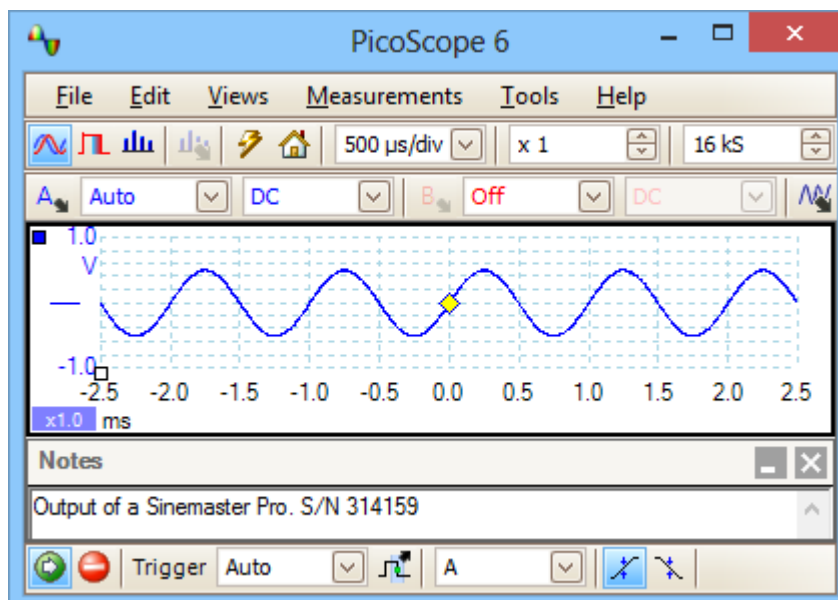 PicoScope 6
File Edit Views Measurements Tools Help
500 µs/div x 1 16 kS
A Auto DC B Off DC
1.0
V
-1.0
-2.5 -2.0 -1.5 -1.0 -0.5 0.0 0.5 1.0 1.5 2.0 2.5
x1.0 ms
Notes
Output of a Sinemaster Pro. S/N 314159
Trigger Auto A